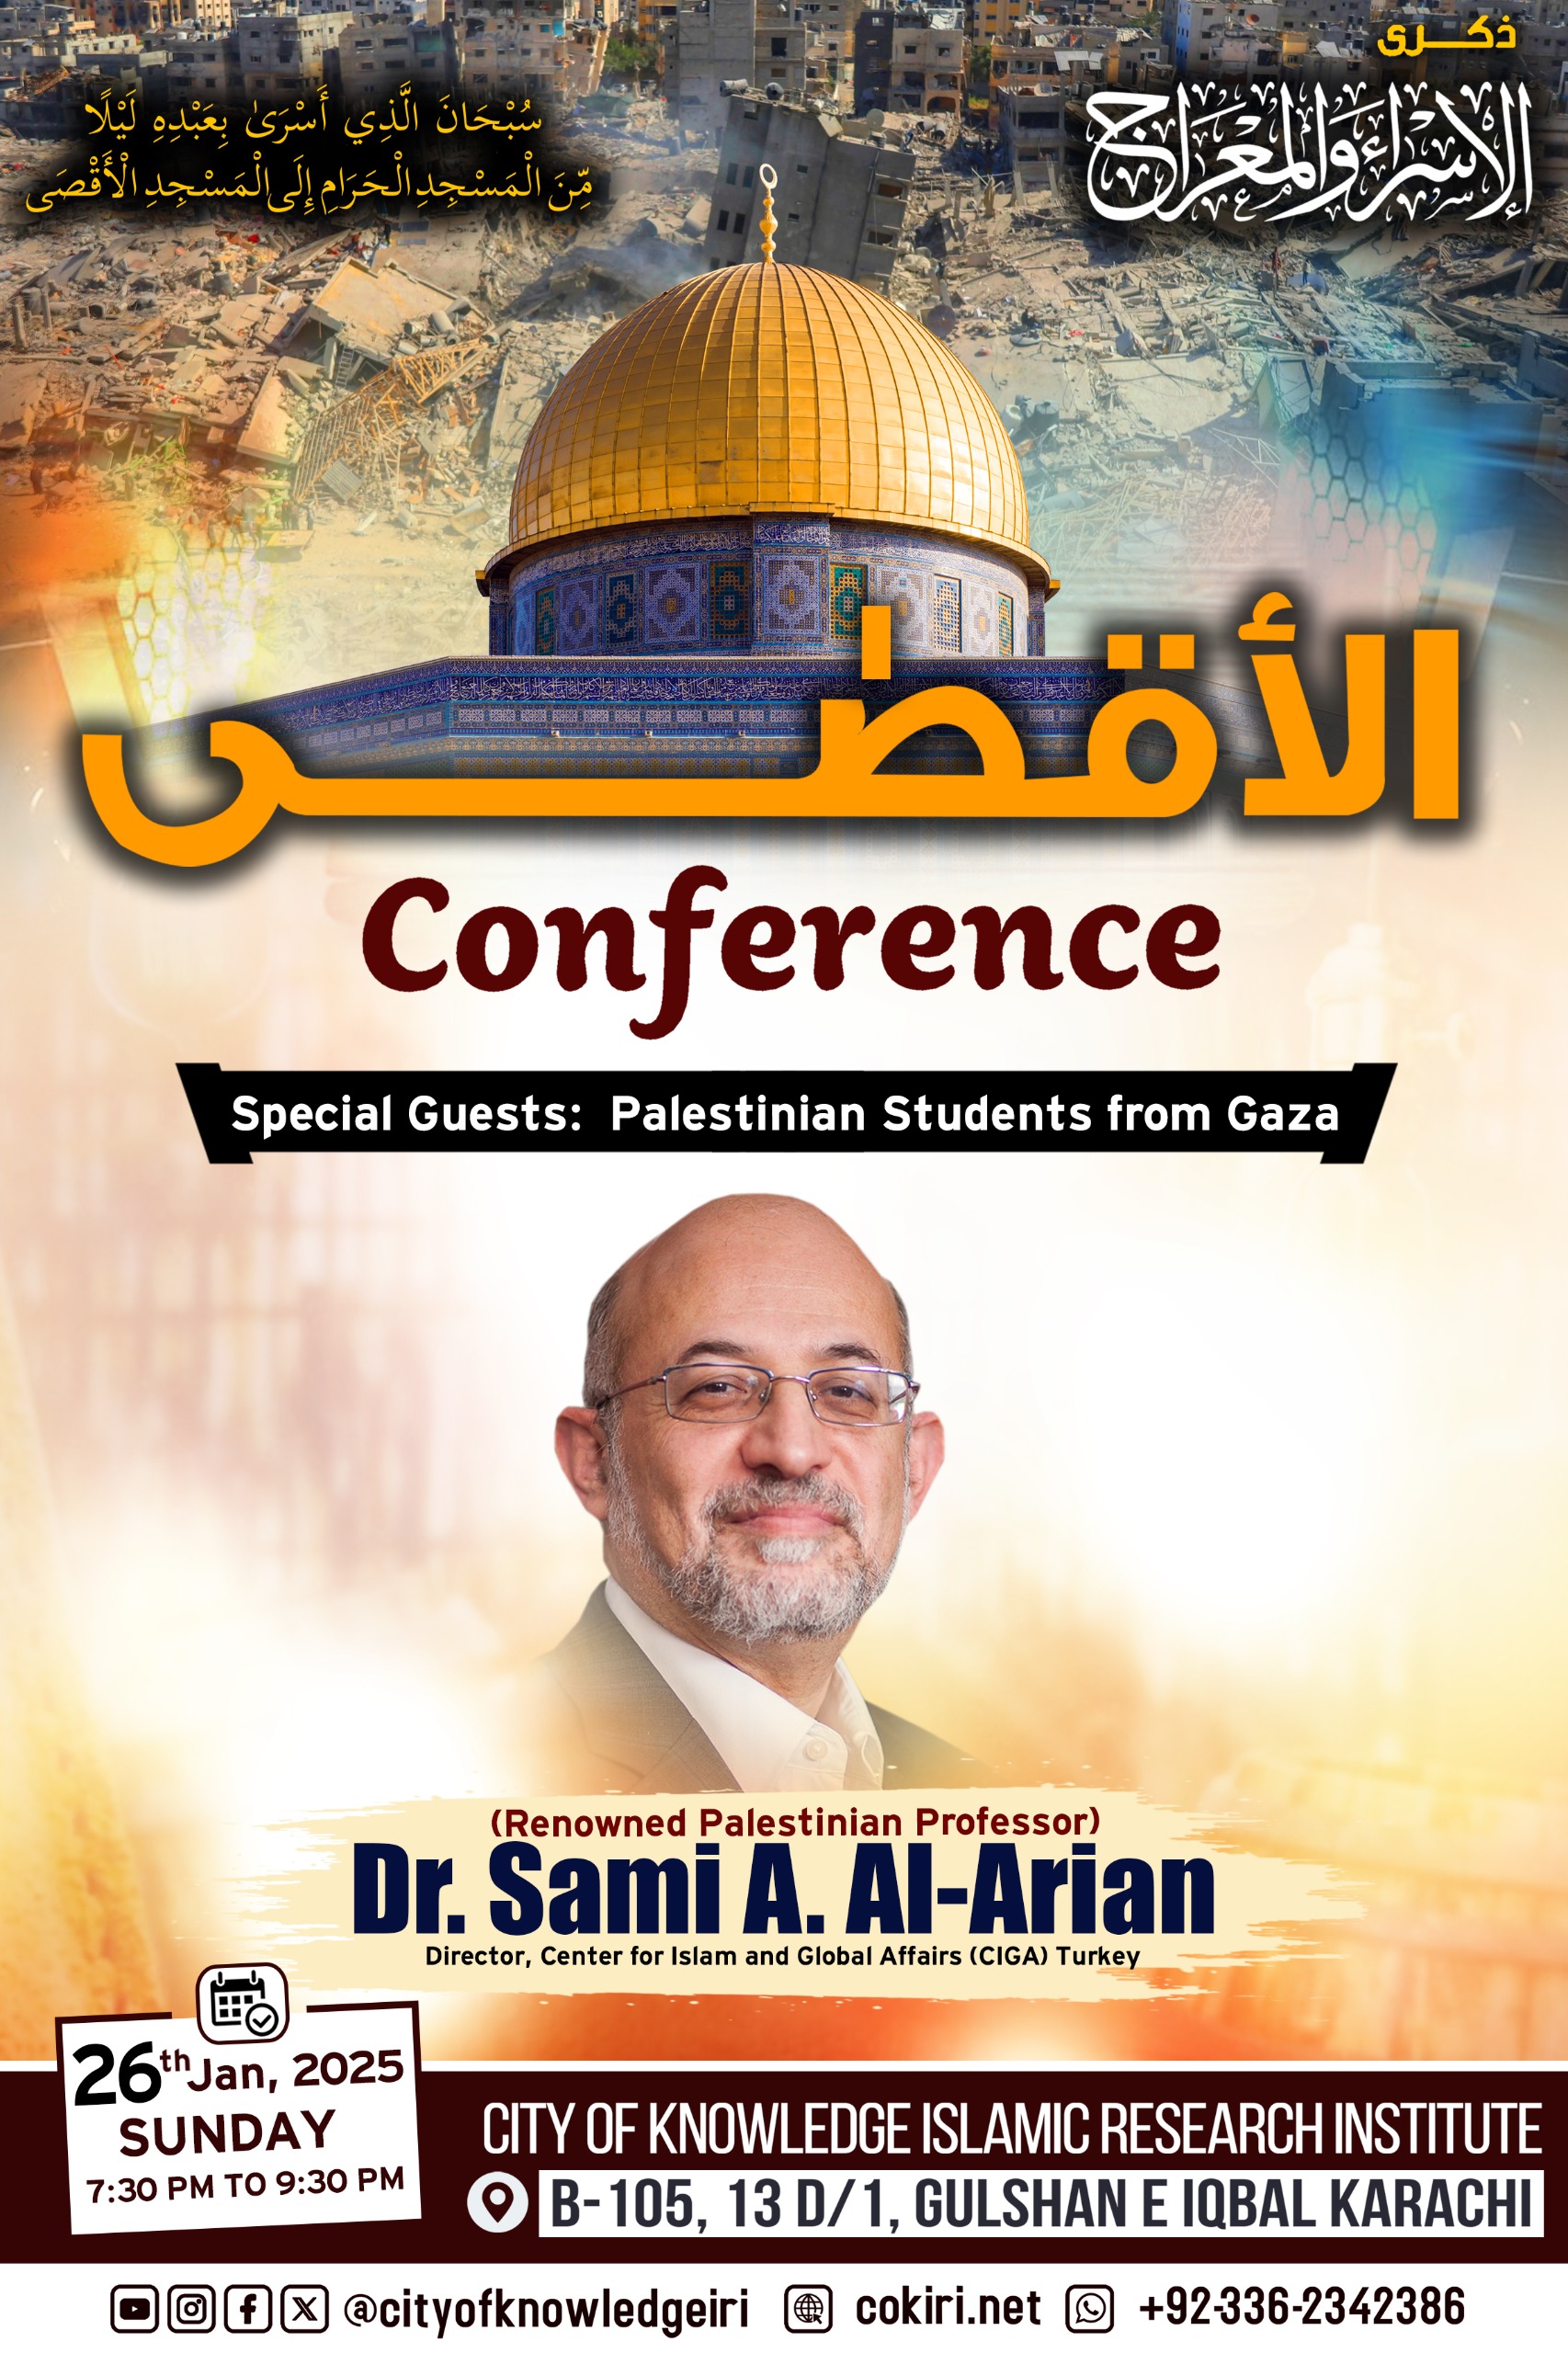 ذكرى
الإسراء والمعراج
سُبْحَانَ الَّذِي أَسْرَىٰ بِعَبْدِهِ لَيْلًا
مِّنَ الْمَسْجِدِ الْحَرَامِ إِلَى الْمَسْجِدِ الْأَقْصَى
الأقصى
Conference
Special Guests: Palestinian Students from Gaza
(Renowned Palestinian Professor)
Dr. Sami A. Al-Arian
Director, Center for Islam and Global Affairs (CIGA) Turkey
26th Jan, 2025
SUNDAY
7:30 PM TO 9:30 PM
CITY OF KNOWLEDGE ISLAMIC RESEARCH INSTITUTE
B-105, 13 D/1, GULSHAN E IQBAL KARACHI
@cityofknowledgeiri cokiri.net +92-336-2342386